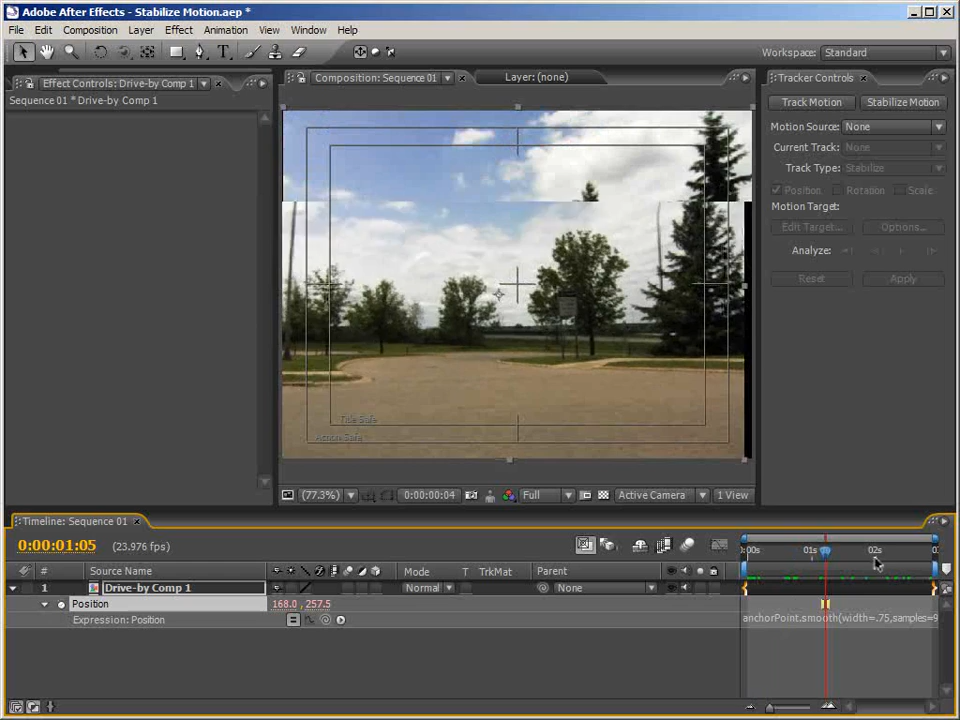 Adobe After Effects - Stabilize Motion.aep *
File Edit Composition Layer Effect Animation View Window Help
Workspace: Standard
Effect Controls: Drive-by Comp 1
Composition: Sequence 01
Layer: (none)
Tracker Controls
Sequence 01 * Drive-by Comp 1
Track Motion Stabilize Motion
Motion Source: None
Current Track: None
Track Type: Stabilize
Position Rotation Scale
Motion Target:
Edit Target... Options...
Analyze:
Reset Apply
Title Safe
Action Safe
(77.3%) 0:00:00:04 Full Active Camera 1 View
Timeline: Sequence 01
0:00:01:05 (23.976 fps)
:00s 01s 02s 0
# Source Name Mode T TrkMat Parent
1 Drive-by Comp 1 Normal None
Position 168.0 , 257.5
Expression: Position
anchorPoint.smooth(width=.75,samples=9